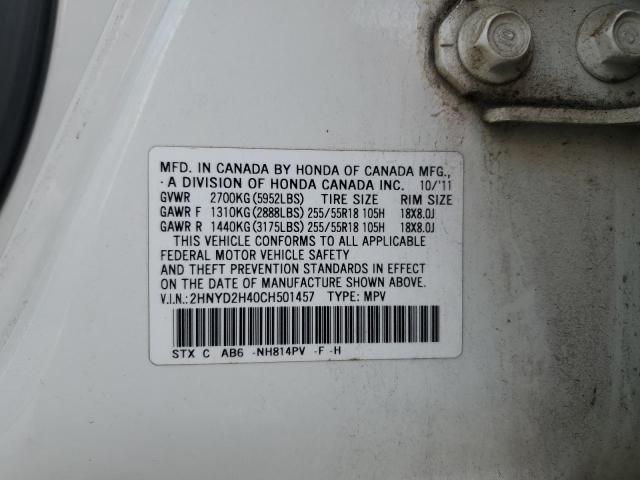 MFD. IN CANADA BY HONDA OF CANADA MFG.,
A DIVISION OF HONDA CANADA INC. 10/'11
GVWR 2700KG(5952LBS) TIRE SIZE RIM SIZE
GAWR F 1310KG(2888LBS) 255/55R18 105H 18X8.0J
GAWR R 1440KG(3175LBS) 255/55R18 105H 18X8.0J
THIS VEHICLE CONFORMS TO ALL APPLICABLE
FEDERAL MOTOR VEHICLE SAFETY
AND THEFT PREVENTION STANDARDS IN EFFECT
ON THE DATE OF MANUFACTURE SHOWN ABOVE.
V.I.N.: 2HNYD2H40CH501457 TYPE: MPV
STX C AB6 -NH814PV -F -H